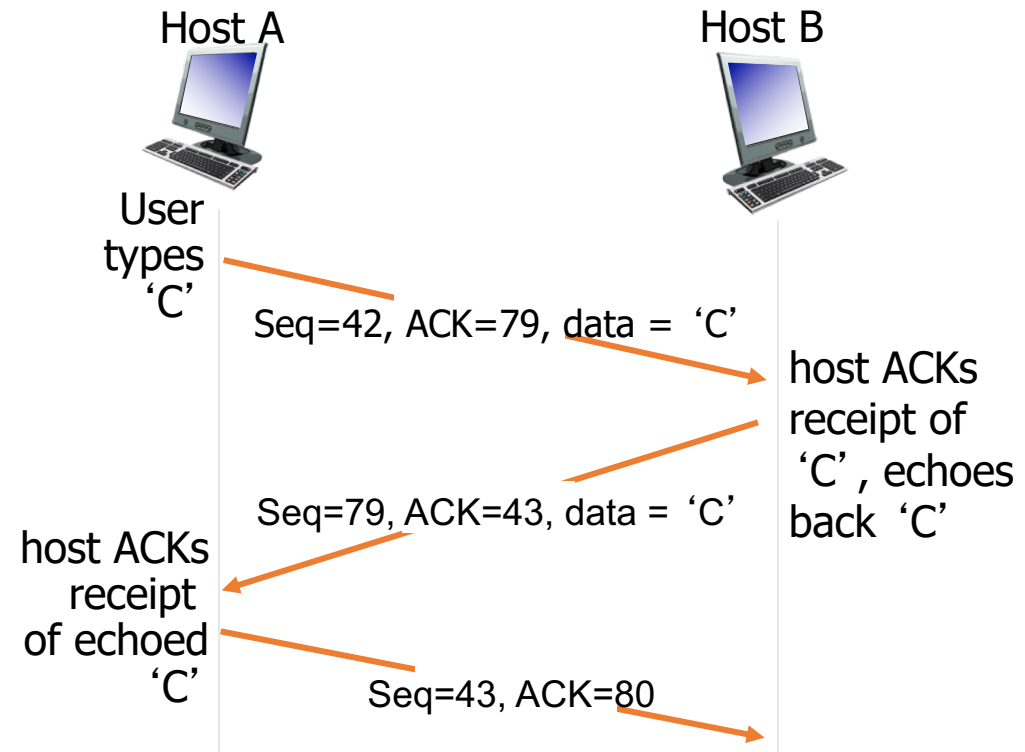 Host A
Host B
User
types
‘C’
Seq=42, ACK=79, data = ‘C’
host ACKs
receipt of
‘C’, echoes
back ‘C’
Seq=79, ACK=43, data = ‘C’
host ACKs
receipt
of echoed
‘C’
Seq=43, ACK=80